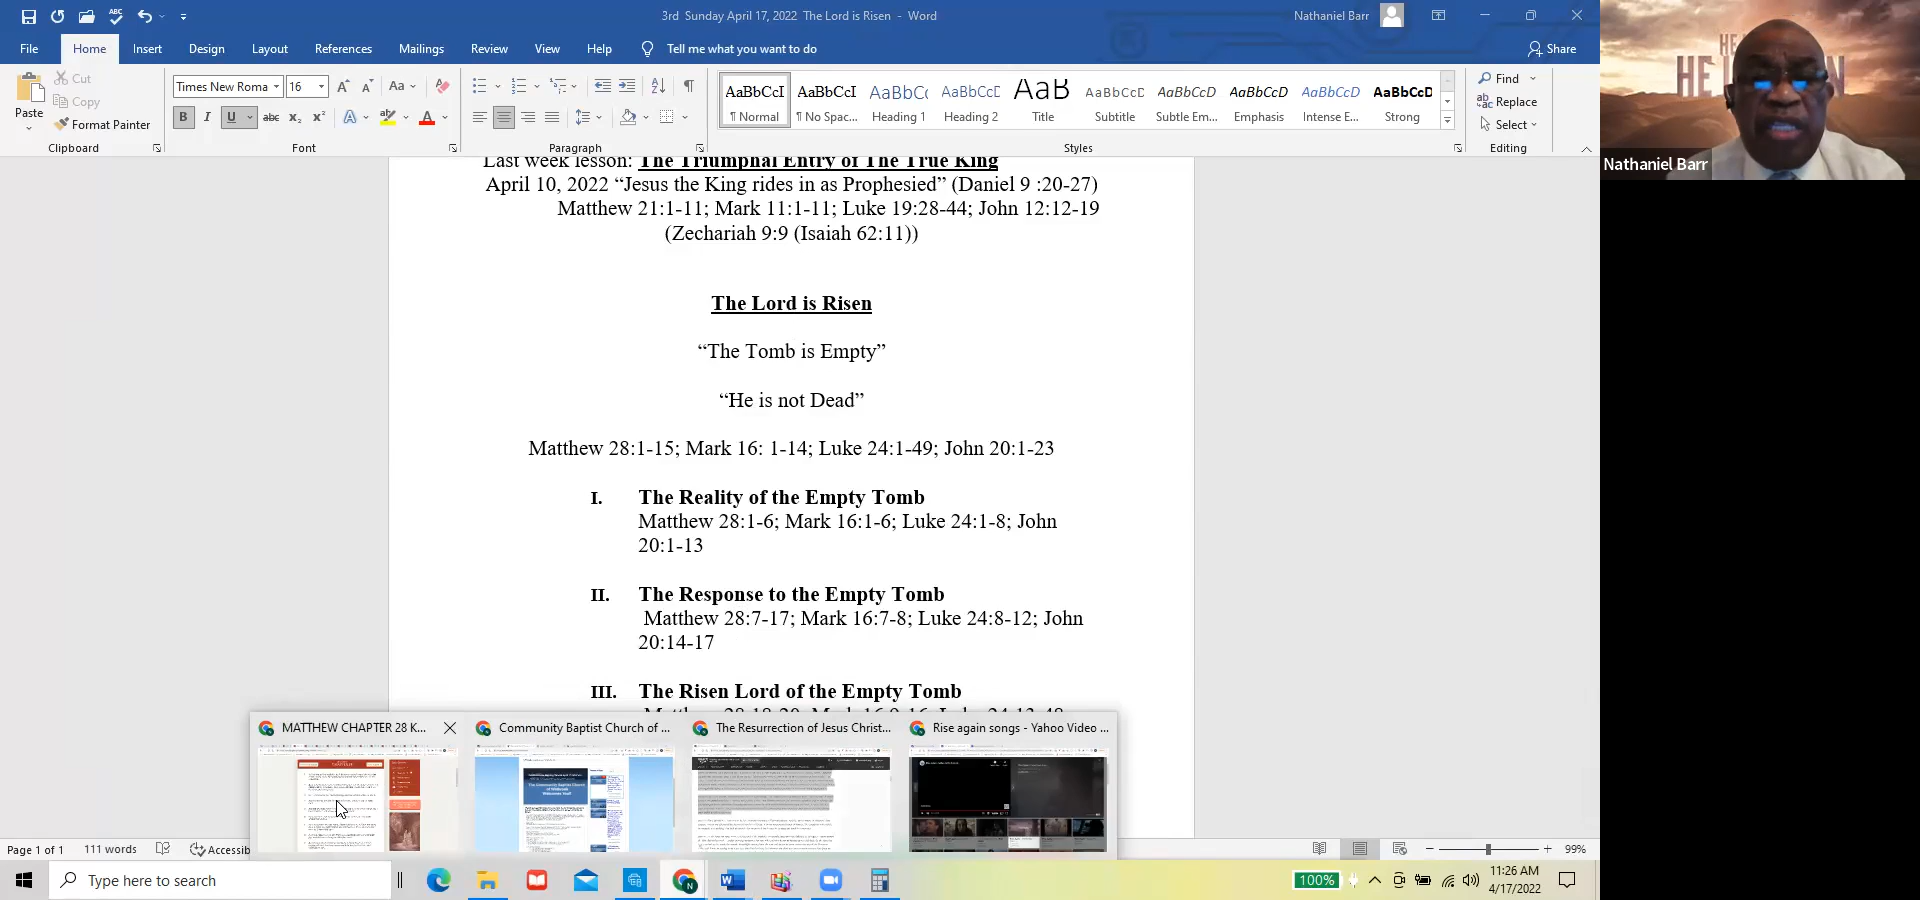 3rd Sunday April 17, 2022 The Lord is Risen - Word
Nathaniel Barr
File Home Insert Design Layout References Mailings Review View Help Tell me what you want to do
Share
Paste
Cut
Copy
Format Painter
Clipboard
Times New Roma 16
Font
Paragraph
AaBbCcI AaBbCcI AaBbC AaBbCcD AaB AaBbCcD AaBbCcD AaBbCcD AaBbCcD AaBbCcD
¶ Normal ¶ No Spac... Heading 1 Heading 2 Title Subtitle Subtle Em... Emphasis Intense E... Strong
Styles
Find
Replace
Select
Editing
Nathaniel Barr
Last week lesson: The Triumphal Entry of The True King
April 10, 2022 “Jesus the King rides in as Prophesied” (Daniel 9 :20-27)
Matthew 21:1-11; Mark 11:1-11; Luke 19:28-44; John 12:12-19
(Zechariah 9:9 (Isaiah 62:11))
The Lord is Risen
“The Tomb is Empty”
“He is not Dead”
Matthew 28:1-15; Mark 16: 1-14; Luke 24:1-49; John 20:1-23
I. The Reality of the Empty Tomb
Matthew 28:1-6; Mark 16:1-6; Luke 24:1-8; John
20:1-13
II. The Response to the Empty Tomb
Matthew 28:7-17; Mark 16:7-8; Luke 24:8-12; John
20:14-17
III. The Risen Lord of the Empty Tomb
MATTHEW CHAPTER 28 K...
Community Baptist Church of ...
The Resurrection of Jesus Christ...
Rise again songs - Yahoo Video ...
Page 1 of 1 111 words Accessib
99%
Type here to search
100%
11:26 AM
4/17/2022